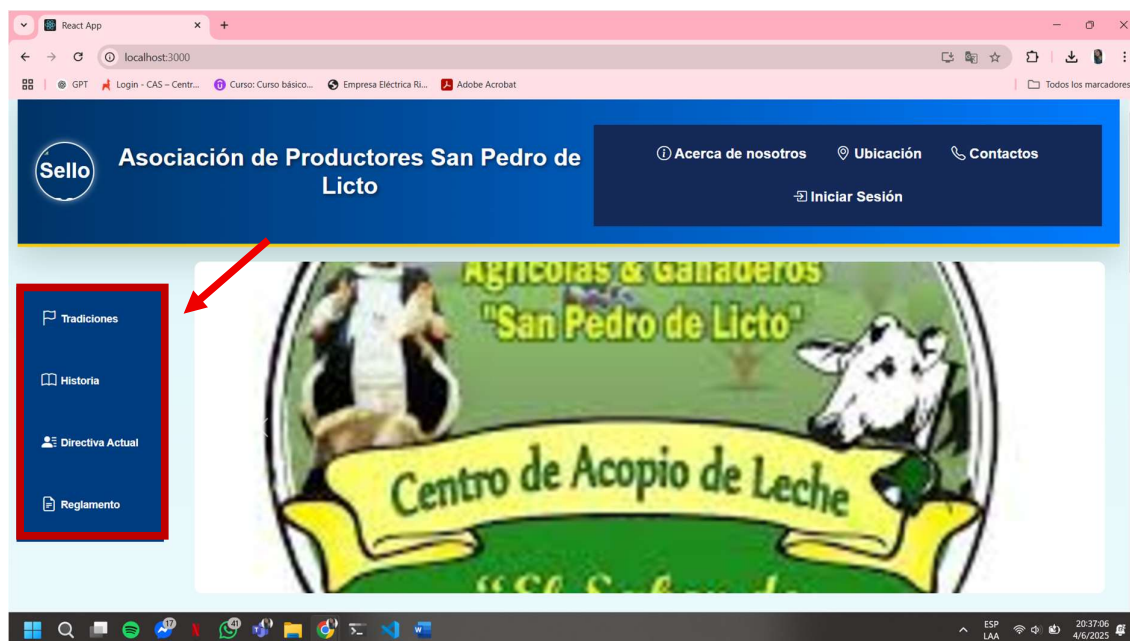 React App
localhost:3000
GPT
Login - CAS – Centr...
Curso: Curso básico...
Empresa Eléctrica Ri...
Adobe Acrobat
Todos los marcadores
Sello
Asociación de Productores San Pedro de
Licto
Acerca de nosotros
Ubicación
Contactos
Iniciar Sesión
Tradiciones
Historia
Directiva Actual
Reglamento
Agrícolas & Ganaderos
"San Pedro de Licto"
Centro de Acopio de Leche
17
41
ESP
LAA
20:37:06
4/6/2025